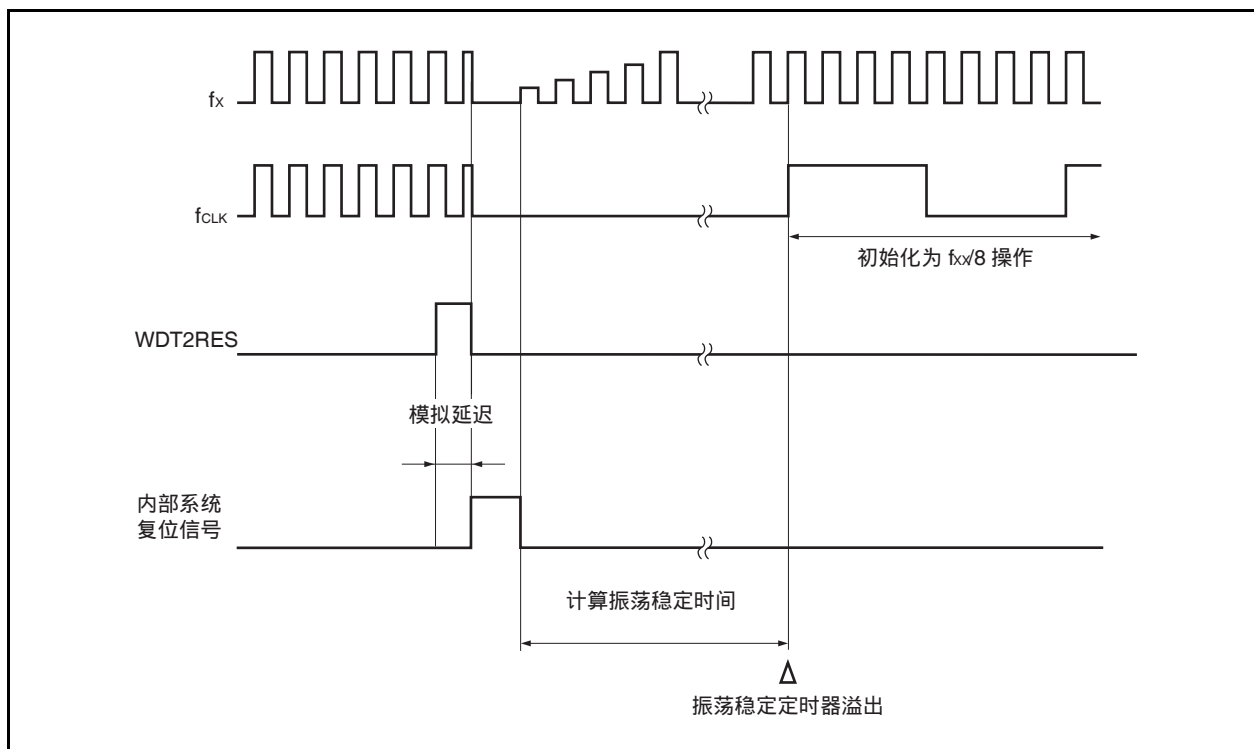 fX
fCLK
初始化为 fXX/8 操作
WDT2RES
模拟延迟
内部系统
复位信号
计算振荡稳定时间
振荡稳定定时器溢出